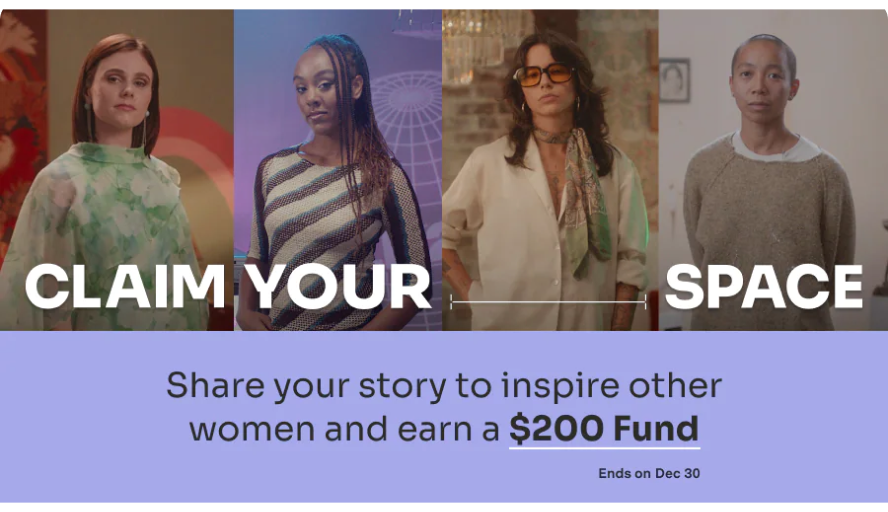 CLAIM YOUR SPACE
Share your story to inspire other
women and earn a $200 Fund
Ends on Dec 30